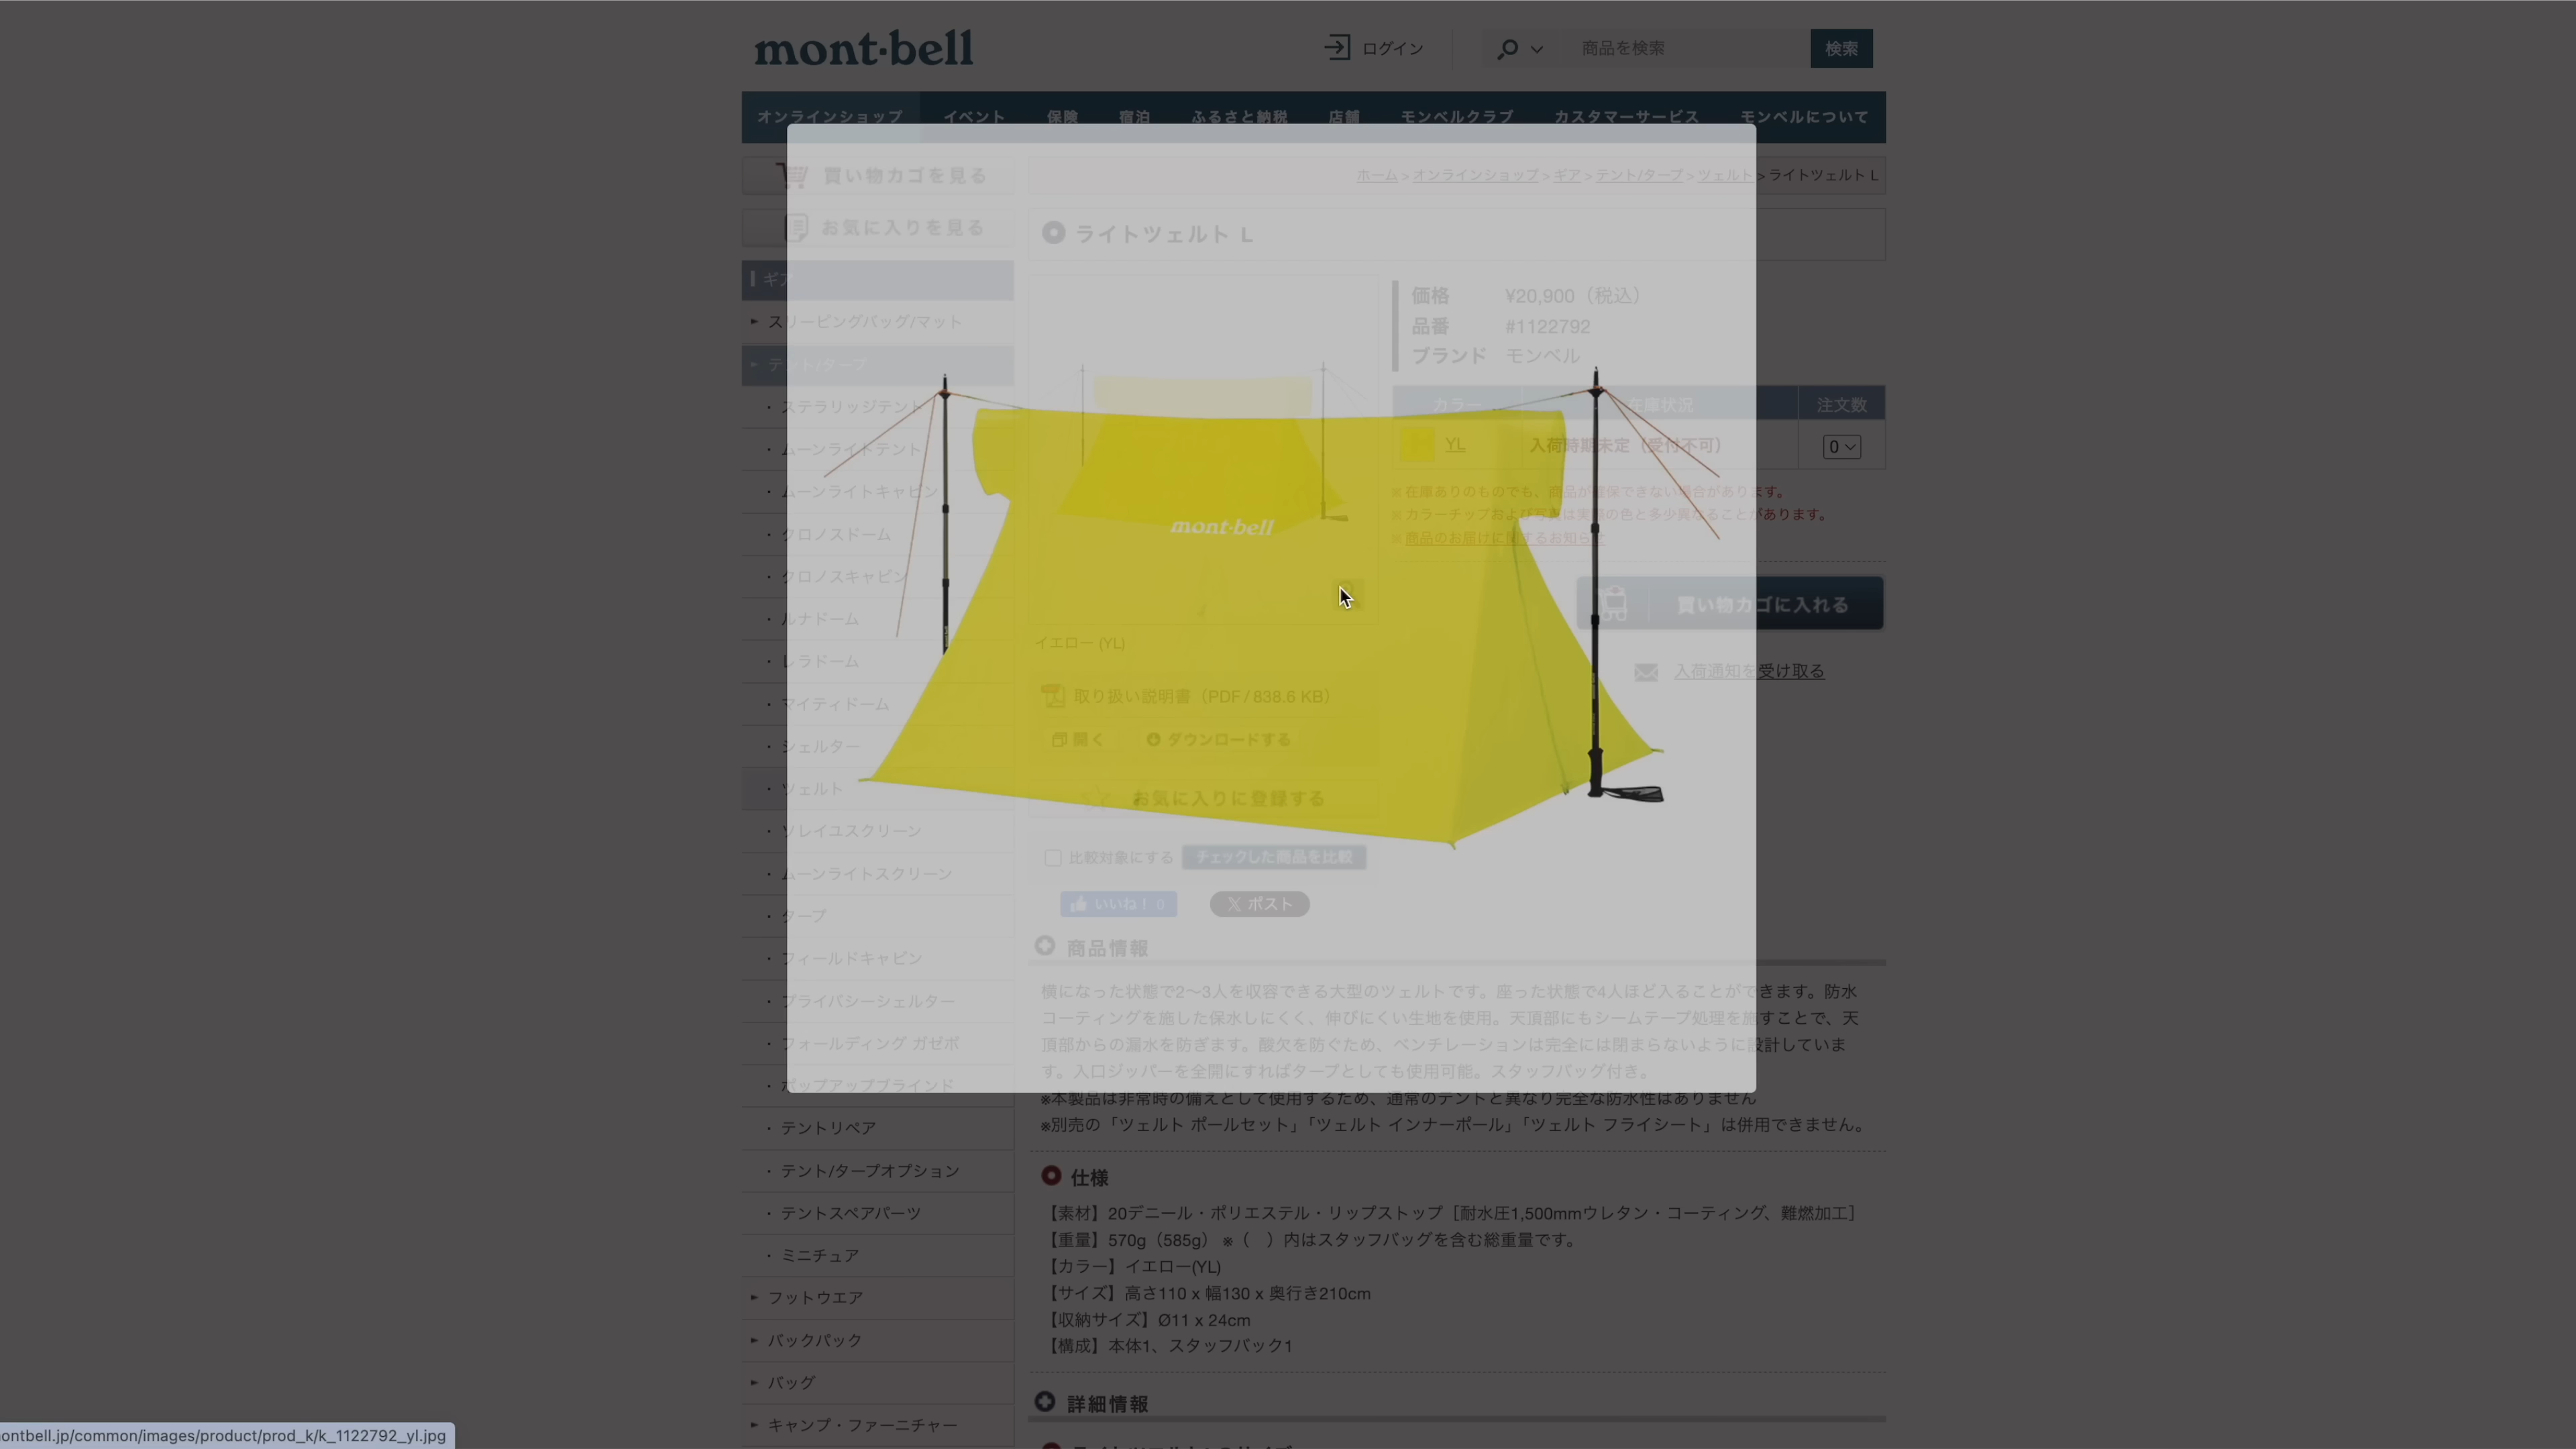 mont·bell
ログイン
商品を検索
検索
オンラインショップ イベント 保険 宿泊 ふるさと納税 店舗 モンベルクラブ カスタマーサービス モンベルについて
買い物カゴを見る
お気に入りを見る
ホーム > オンラインショップ > ギア > テント/タープ > ツェルト > ライトツェルト L
ライトツェルト L
ギア
スリーピングバッグ/マット
テント/タープ
・ステラリッジテント
・ムーンライトテント
・ムーンライトキャビン
・クロノスドーム
・クロノスキャビン
・ルナドーム
・レラドーム
・マイティドーム
・シェルター
・ツェルト
・ソレイユスクリーン
・ムーンライトスクリーン
・タープ
・フィールドキャビン
・プライバシーシェルター
・フォールディング ガゼボ
・ポップアップブラインド
・テントリペア
・テント/タープオプション
・テントスペアパーツ
・ミニチュア
フットウエア
バックパック
バッグ
キャンプ・ファーニチャー
mont-bell
イエロー (YL)
取り扱い説明書（PDF / 838.6 KB）
開く ダウンロードする
お気に入りに登録する
比較対象にする チェックした商品を比較
いいね！ 0
ポスト
価格 ¥20,900（税込）
品番 #1122792
ブランド モンベル
カラー 在庫状況 注文数
YL 入荷時期未定（受付不可） 0
※在庫ありのものでも、商品が確保できない場合があります。
※カラーチップおよび写真は実際の色と多少異なることがあります。
※商品のお届けに関するお知らせ
買い物カゴに入れる
入荷通知を受け取る
商品情報
横になった状態で2〜3人を収容できる大型のツェルトです。座った状態で4人ほど入ることができます。防水
コーティングを施した保水しにくく、伸びにくい生地を使用。天頂部にもシームテープ処理を施すことで、天
頂部からの漏水を防ぎます。酸欠を防ぐため、ベンチレーションは完全には閉まらないように設計していま
す。入口ジッパーを全開にすればタープとしても使用可能。スタッフバッグ付き。
※本製品は非常時の備えとして使用するため、通常のテントと異なり完全な防水性はありません
※別売の「ツェルト ポールセット」「ツェルト インナーポール」「ツェルト フライシート」は併用できません。
仕様
【素材】20デニール・ポリエステル・リップストップ［耐水圧1,500mmウレタン・コーティング、難燃加工］
【重量】570g（585g） ※（　）内はスタッフバッグを含む総重量です。
【カラー】イエロー(YL)
【サイズ】高さ110 x 幅130 x 奥行き210cm
【収納サイズ】Ø11 x 24cm
【構成】本体1、スタッフバック1
詳細情報
ontbell.jp/common/images/product/prod_k/k_1122792_yl.jpg